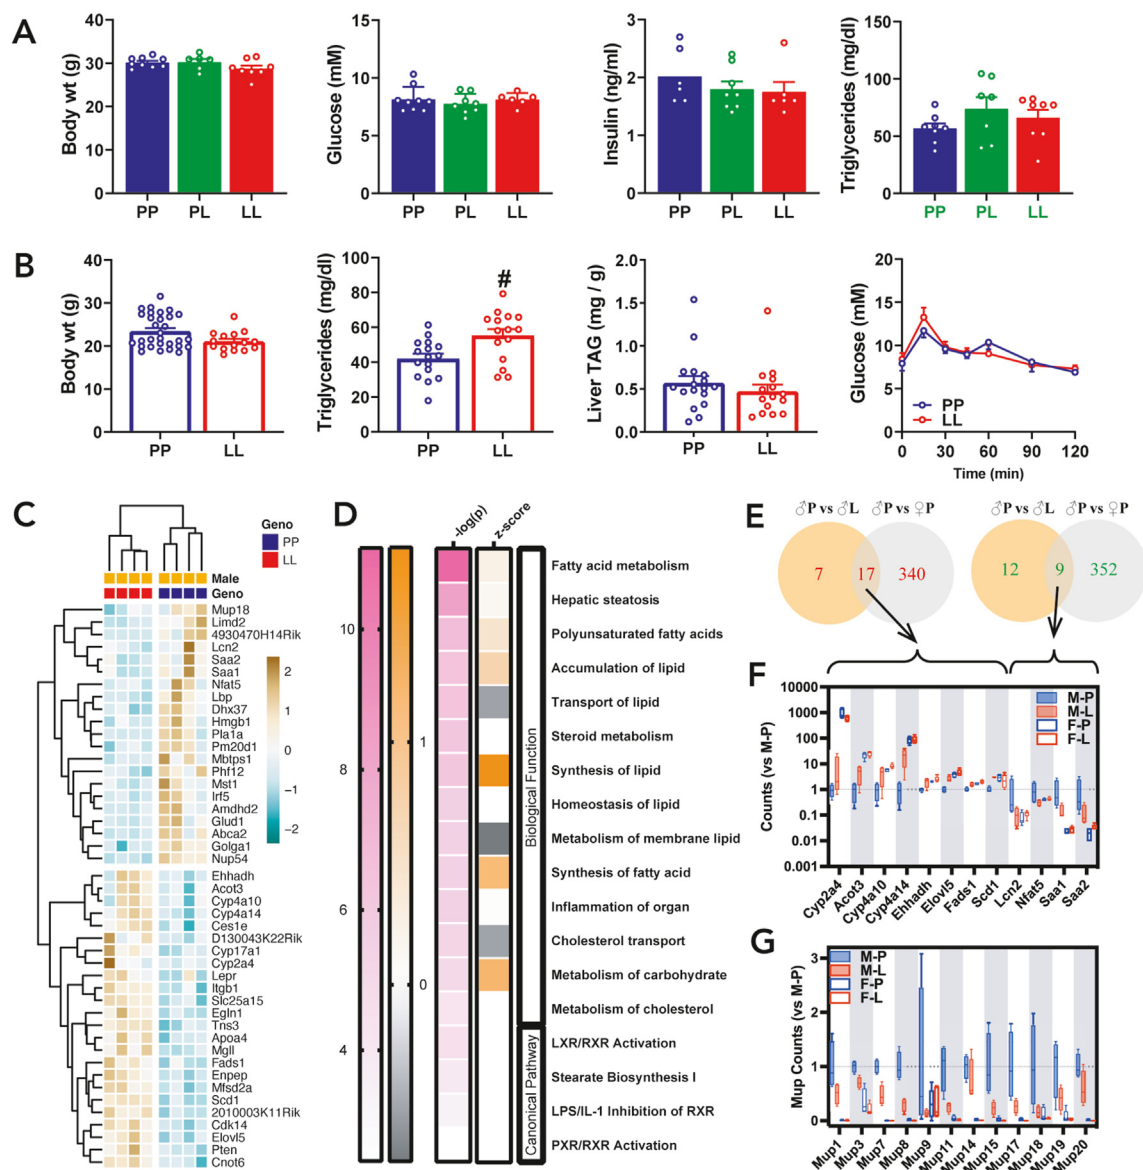 A
Body wt (g)
40
30
20
10
0
PP PL LL
Glucose (mM)
15
10
5
0
PP PL LL
Insulin (ng/ml)
3
2
1
0
PP PL LL
Triglycerides (mg/dl)
150
100
50
0
PP PL LL
B
Body wt (g)
40
30
20
10
0
PP LL
Triglycerides (mg/dl)
100
80
60
40
20
0
#
PP LL
Liver TAG (mg / g)
2.0
1.5
1.0
0.5
0.0
PP LL
Glucose (mM)
20
15
10
5
0
PP
LL
0 30 60 90 120
Time (min)
C
Geno
PP
LL
Male
Geno
Mup18
Limd2
4930470H14Rik
Lcn2
Saa2
Saa1
Nfat5
Lbp
Dhx37
Hmgb1
Pla1a
Pm20d1
Mbtps1
Phf12
Mst1
Irf5
Amdhd2
Glud1
Abca2
Golga1
Nup54
Ehhadh
Acot3
Cyp4a10
Cyp4a14
Ces1e
D130043K22Rik
Cyp17a1
Cyp2a4
Lepr
Itgb1
Slc25a15
Egln1
Tns3
Apoa4
Mgll
Fads1
Enpep
Mfsd2a
Scd1
2010003K11Rik
Cdk14
Elovl5
Pten
Cnot6
2
1
0
−1
−2
D
-log(p)
z-score
10
8
6
4
1
0
Biological Function
Canonical Pathway
Fatty acid metabolism
Hepatic steatosis
Polyunsaturated fatty acids
Accumulation of lipid
Transport of lipid
Steroid metabolism
Synthesis of lipid
Homeostasis of lipid
Metabolism of membrane lipid
Synthesis of fatty acid
Inflammation of organ
Cholesterol transport
Metabolism of carbohydrate
Metabolism of cholesterol
LXR/RXR Activation
Stearate Biosynthesis I
LPS/IL-1 Inhibition of RXR
PXR/RXR Activation
E
♂P vs ♂L ♂P vs ♀P
7 17 340
♂P vs ♂L ♂P vs ♀P
12 9 352
F
Counts (vs M-P)
10000
1000
100
10
1
0.1
0.01
0.001
M-P
M-L
F-P
F-L
Cyp2a4 Acot3 Cyp4a10 Cyp4a14 Ehhadh Elovl5 Fads1 Scd1 Lcn2 Nfat5 Saa1 Saa2
G
Mup Counts (vs M-P)
3
2
1
0
M-P
M-L
F-P
F-L
Mup1 Mup3 Mup7 Mup8 Mup9 Mup11 Mup14 Mup15 Mup17 Mup18 Mup19 Mup20